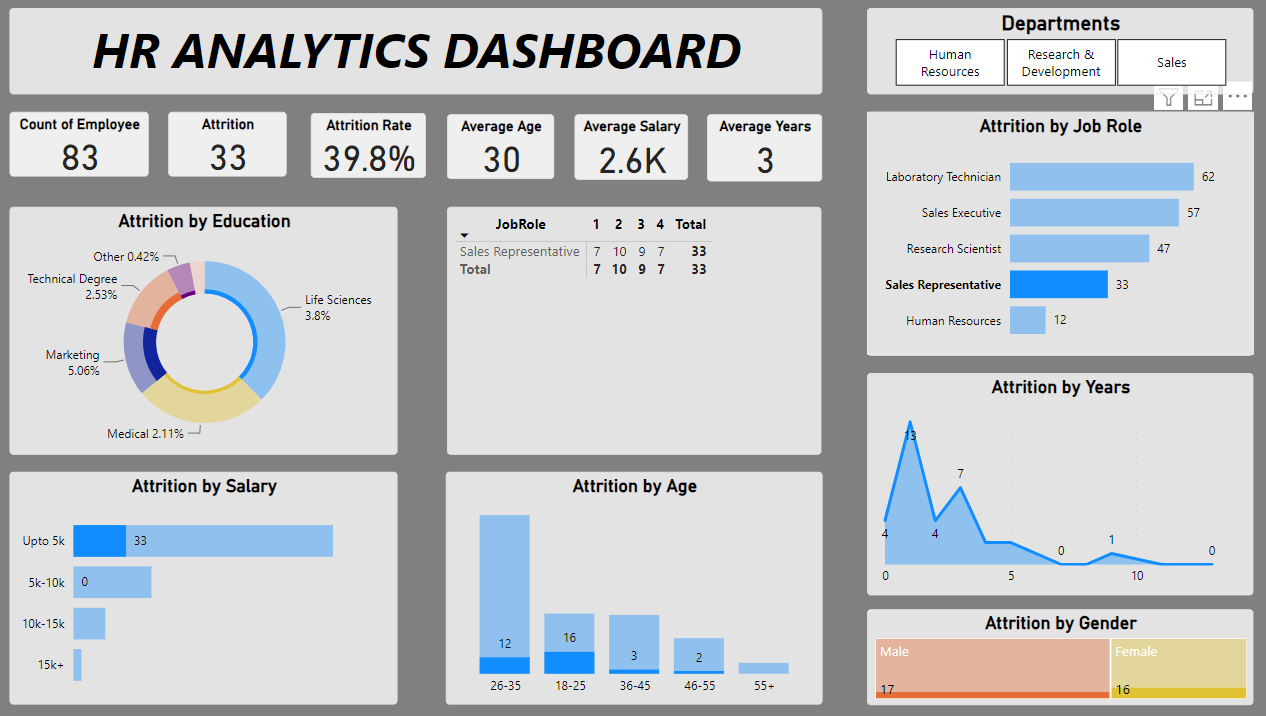 HR ANALYTICS DASHBOARD
Departments
Human
Resources
Research &
Development
Sales
Count of Employee
83
Attrition
33
Attrition Rate
39.8%
Average Age
30
Average Salary
2.6K
Average Years
3
Attrition by Education
Other 0.42%
Technical Degree
2.53%
Life Sciences
3.8%
Marketing
5.06%
Medical 2.11%
JobRole 1 2 3 4 Total
Sales Representative 7 10 9 7 33
Total 7 10 9 7 33
Attrition by Job Role
Laboratory Technician 62
Sales Executive 57
Research Scientist 47
Sales Representative 33
Human Resources 12
Attrition by Salary
Upto 5k 33
5k-10k 0
10k-15k
15k+
Attrition by Age
12 16 3 2
26-35 18-25 36-45 46-55 55+
Attrition by Years
13
7
4 4 0 1 0
0 5 10
Attrition by Gender
Male Female
17 16